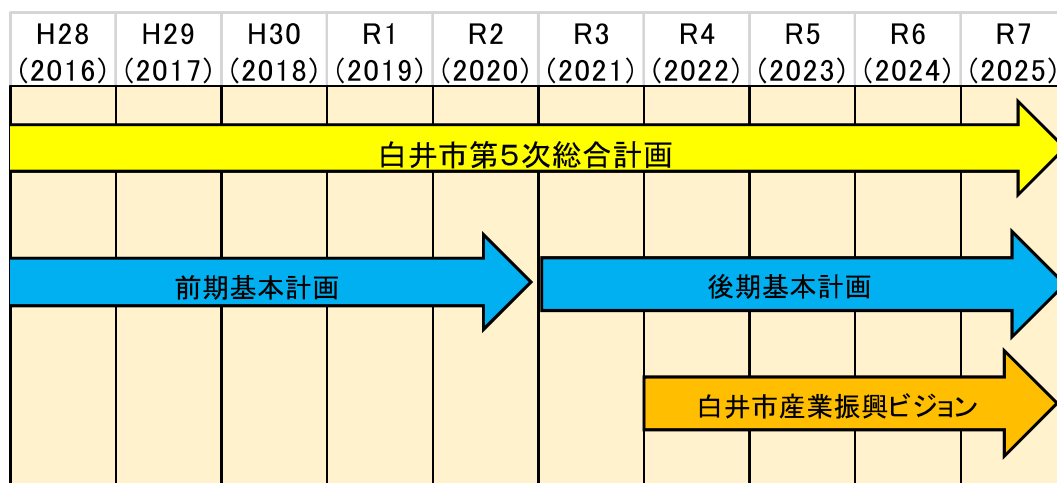 H28 H29 H30 R1 R2 R3 R4 R5 R6 R7
(2016) (2017) (2018) (2019) (2020) (2021) (2022) (2023) (2024) (2025)
白井市第５次総合計画
前期基本計画 後期基本計画
白井市産業振興ビジョン